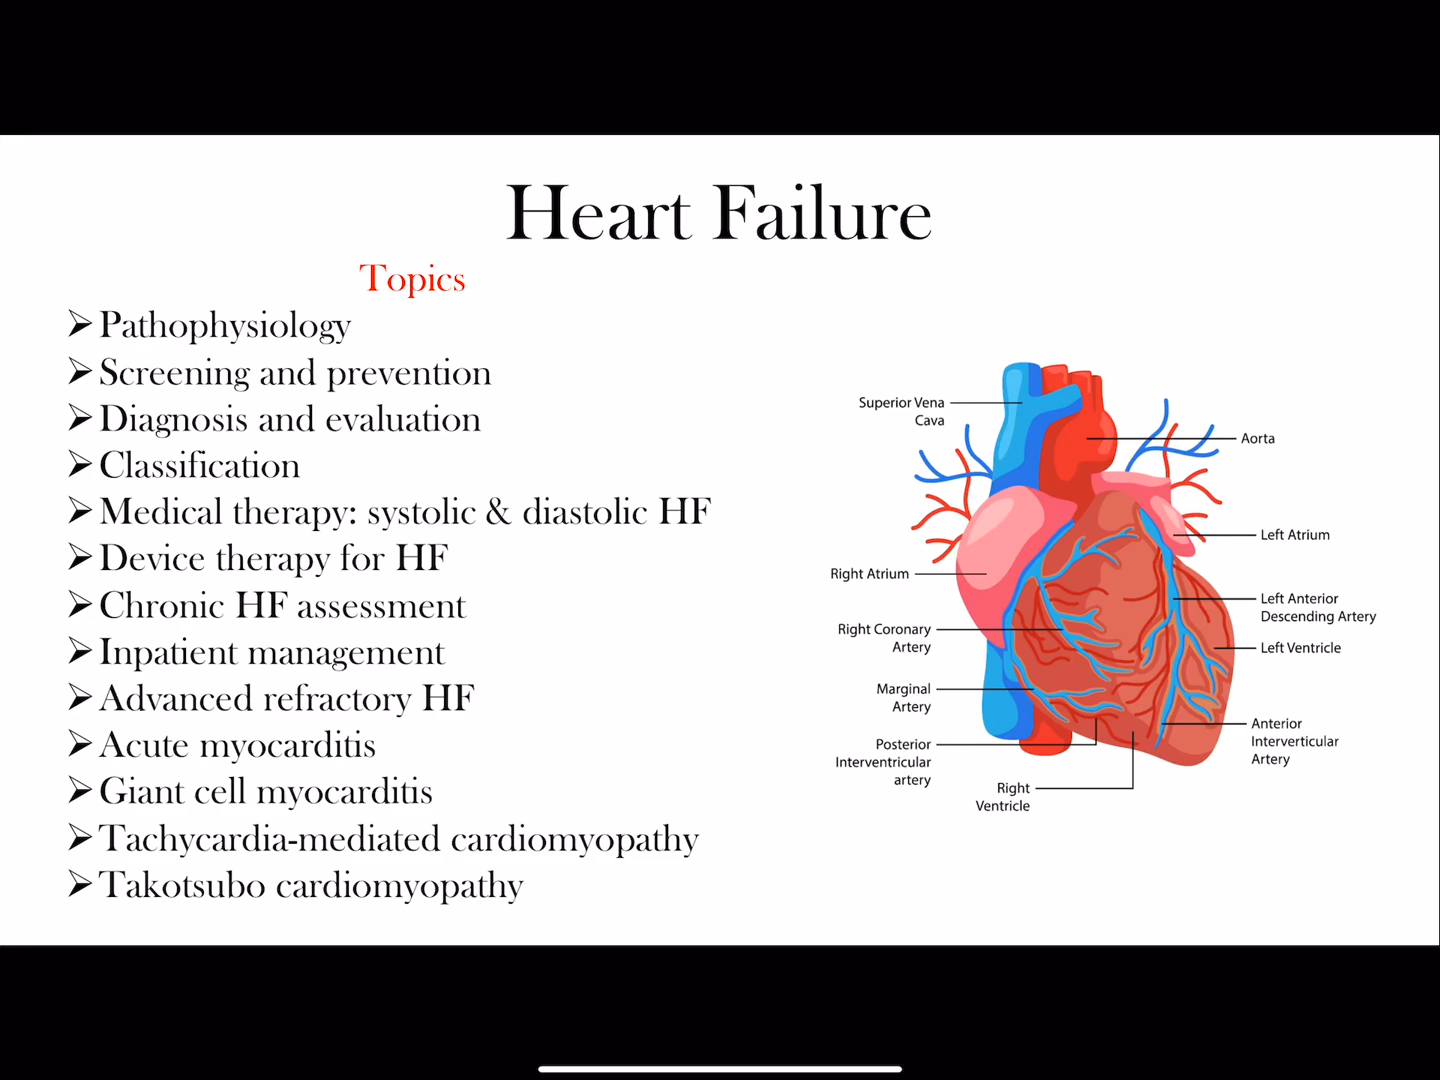 Heart Failure
Topics
➢Pathophysiology
➢Screening and prevention
➢Diagnosis and evaluation
➢Classification
➢Medical therapy: systolic & diastolic HF
➢Device therapy for HF
➢Chronic HF assessment
➢Inpatient management
➢Advanced refractory HF
➢Acute myocarditis
➢Giant cell myocarditis
➢Tachycardia-mediated cardiomyopathy
➢Takotsubo cardiomyopathy
Superior Vena
Cava
Right Atrium
Right Coronary
Artery
Marginal
Artery
Posterior
Interventricular
artery
Right
Ventricle
Aorta
Left Atrium
Left Anterior
Descending Artery
Left Ventricle
Anterior
Interverticular
Artery